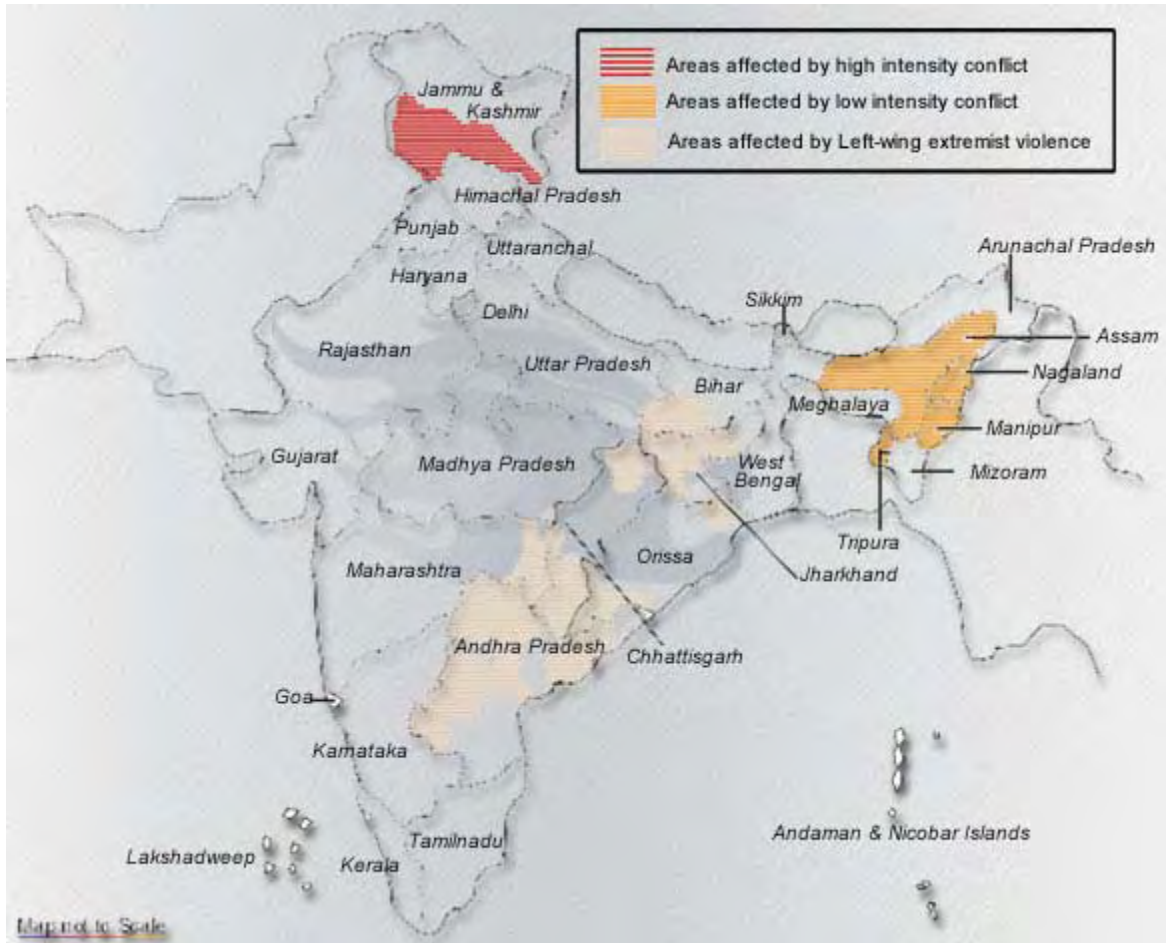 Areas affected by high intensity conflict
Areas affected by low intensity conflict
Areas affected by Left-wing extremist violence
Jammu &
Kashmir
Himachal Pradesh
Punjab
Uttaranchal
Haryana
Delhi
Arunachal Pradesh
Sikkim
Assam
Rajasthan
Uttar Pradesh
Nagaland
Bihar
Meghalaya
Manipur
Gujarat
Madhya Pradesh
West
Bengal
Mizoram
Tripura
Orissa
Maharashtra
Jharkhand
Andhra Pradesh
Chhattisgarh
Goa
Karnataka
Andaman & Nicobar Islands
Tamilnadu
Lakshadweep
Kerala
Map not to Scale